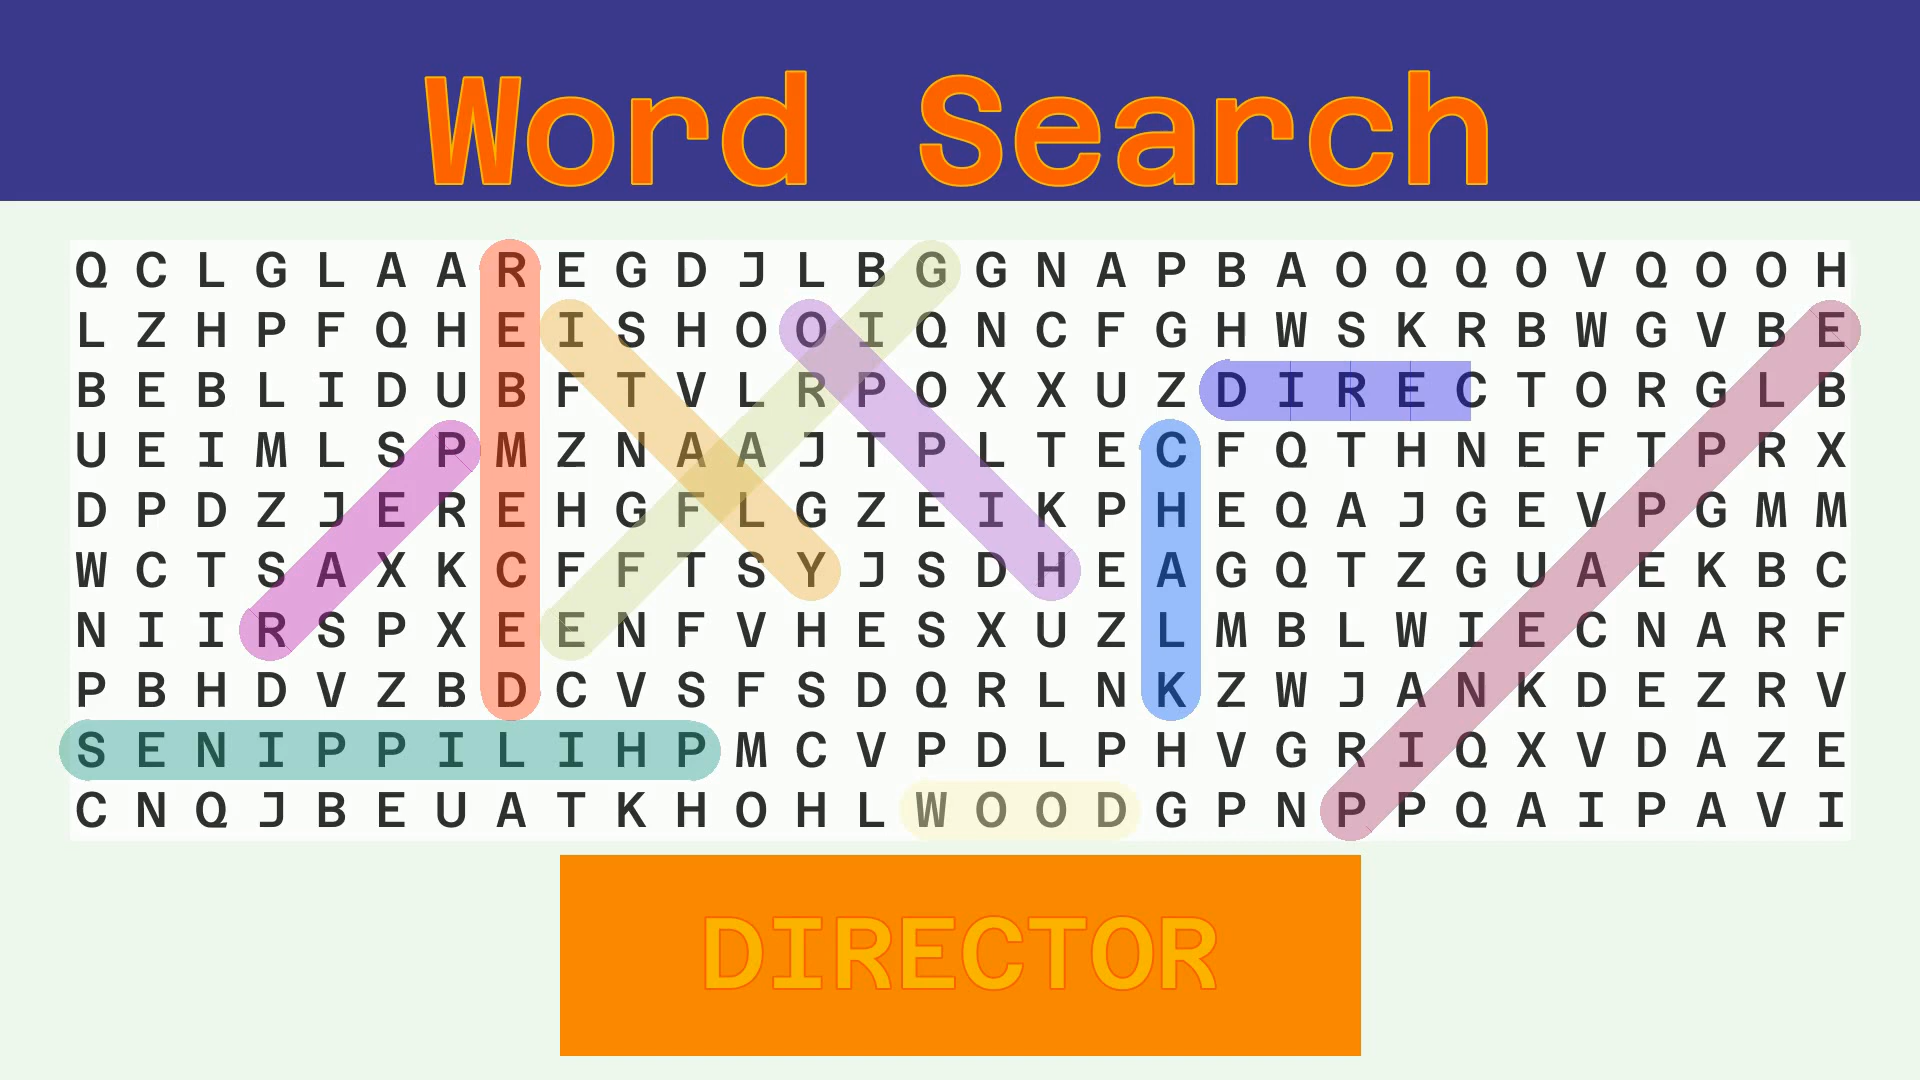 Word Search
Q C L G L A A R E G D J L B G G N A P B A O Q Q O V Q O O H
L Z H P F Q H E I S H O O I Q N C F G H W S K R B W G V B E
B E B L I D U B F T V L R P O X X U Z D I R E C T O R G L B
U E I M L S P M Z N A A J T P L T E C F Q T H N E F T P R X
D P D Z J E R E H G F L G Z E I K P H E Q A J G E V P G M M
W C T S A X K C F F T S Y J S D H E A G Q T Z G U A E K B C
N I I R S P X E E N F V H E S X U Z L M B L W I E C N A R F
P B H D V Z B D C V S F S D Q R L N K Z W J A N K D E Z R V
S E N I P P I L I H P M C V P D L P H V G R I Q X V D A Z E
C N Q J B E U A T K H O H L W O O D G P N P P Q A I P A V I
DIRECTOR